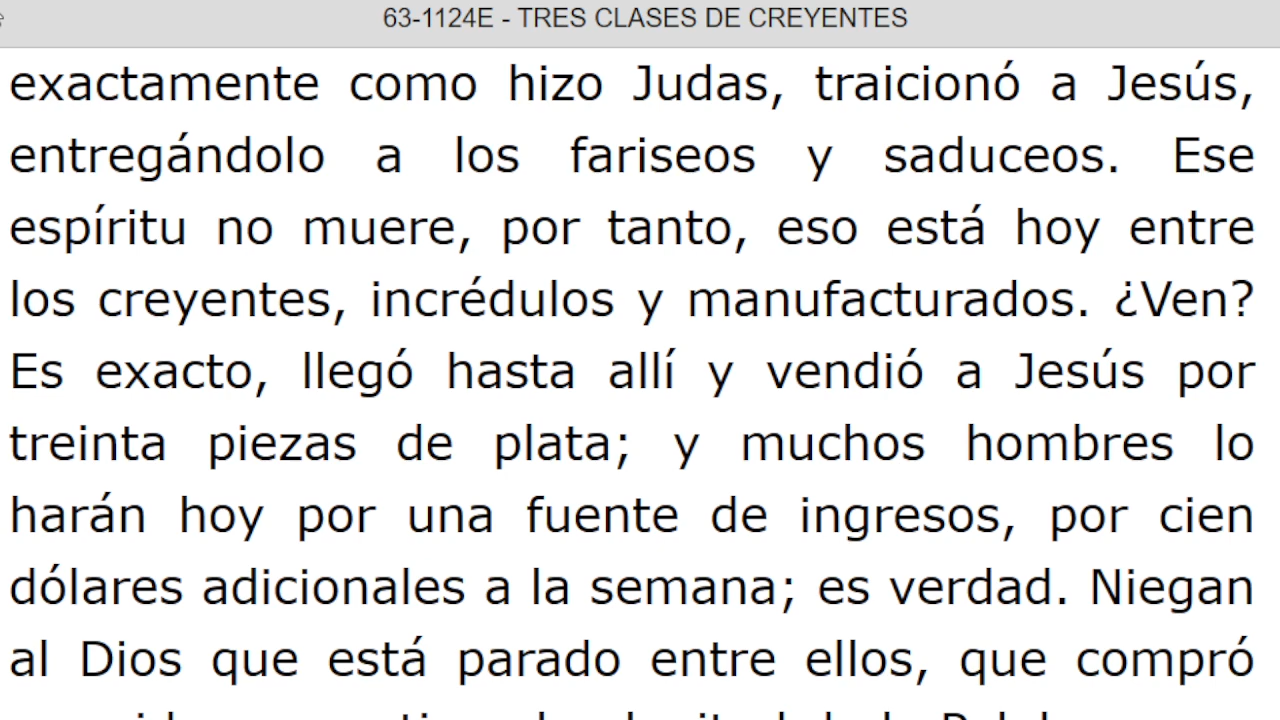 63-1124E - TRES CLASES DE CREYENTES
exactamente como hizo Judas, traicionó a Jesús,
entregándolo a los fariseos y saduceos. Ese
espíritu no muere, por tanto, eso está hoy entre
los creyentes, incrédulos y manufacturados. ¿Ven?
Es exacto, llegó hasta allí y vendió a Jesús por
treinta piezas de plata; y muchos hombres lo
harán hoy por una fuente de ingresos, por cien
dólares adicionales a la semana; es verdad. Niegan
al Dios que está parado entre ellos, que compró